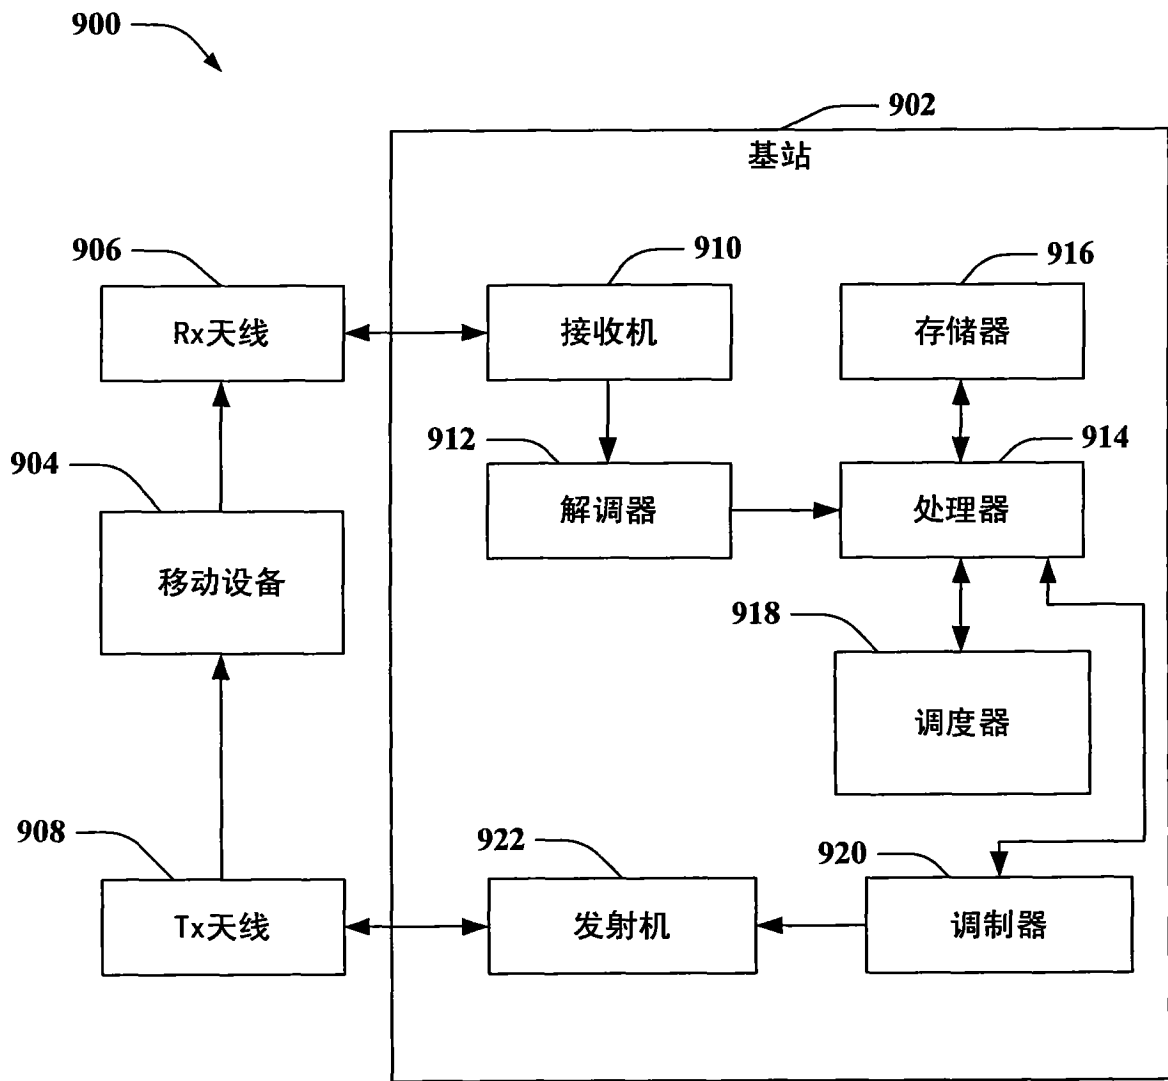 900
902
基站
906
910
916
Rx天线
接收机
存储器
904
912
914
移动设备
解调器
处理器
918
调度器
908
922
920
Tx天线
发射机
调制器